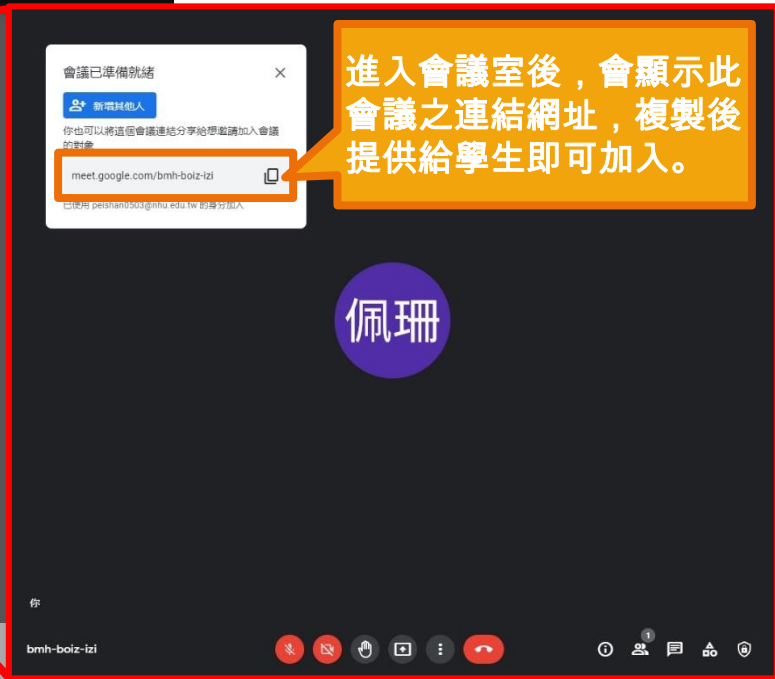 會議已準備就緒
新增其他人
你也可以將這個會議連結分享給想邀請加入會議
的對象
meet.google.com/bmh-boiz-izi
已使用 peishan0503@nhu.edu.tw 的身分加入
進入會議室後，會顯示此
會議之連結網址，複製後
提供給學生即可加入。
佩珊
你
bmh-boiz-izi
1